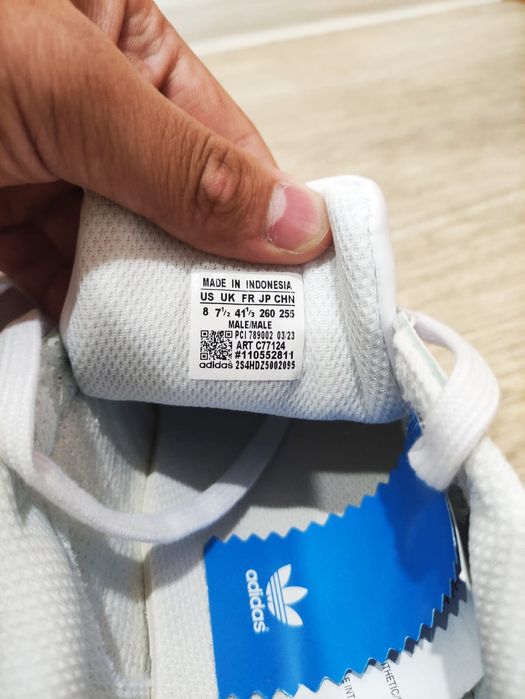 MADE IN INDONESIA
US UK FR JP CHN
8 7½ 41⅓ 260 255
MALE/MALE
PCI 789002 03/23
ART C77124
#110552811
adidas 2S4HDZ5002095
adidas